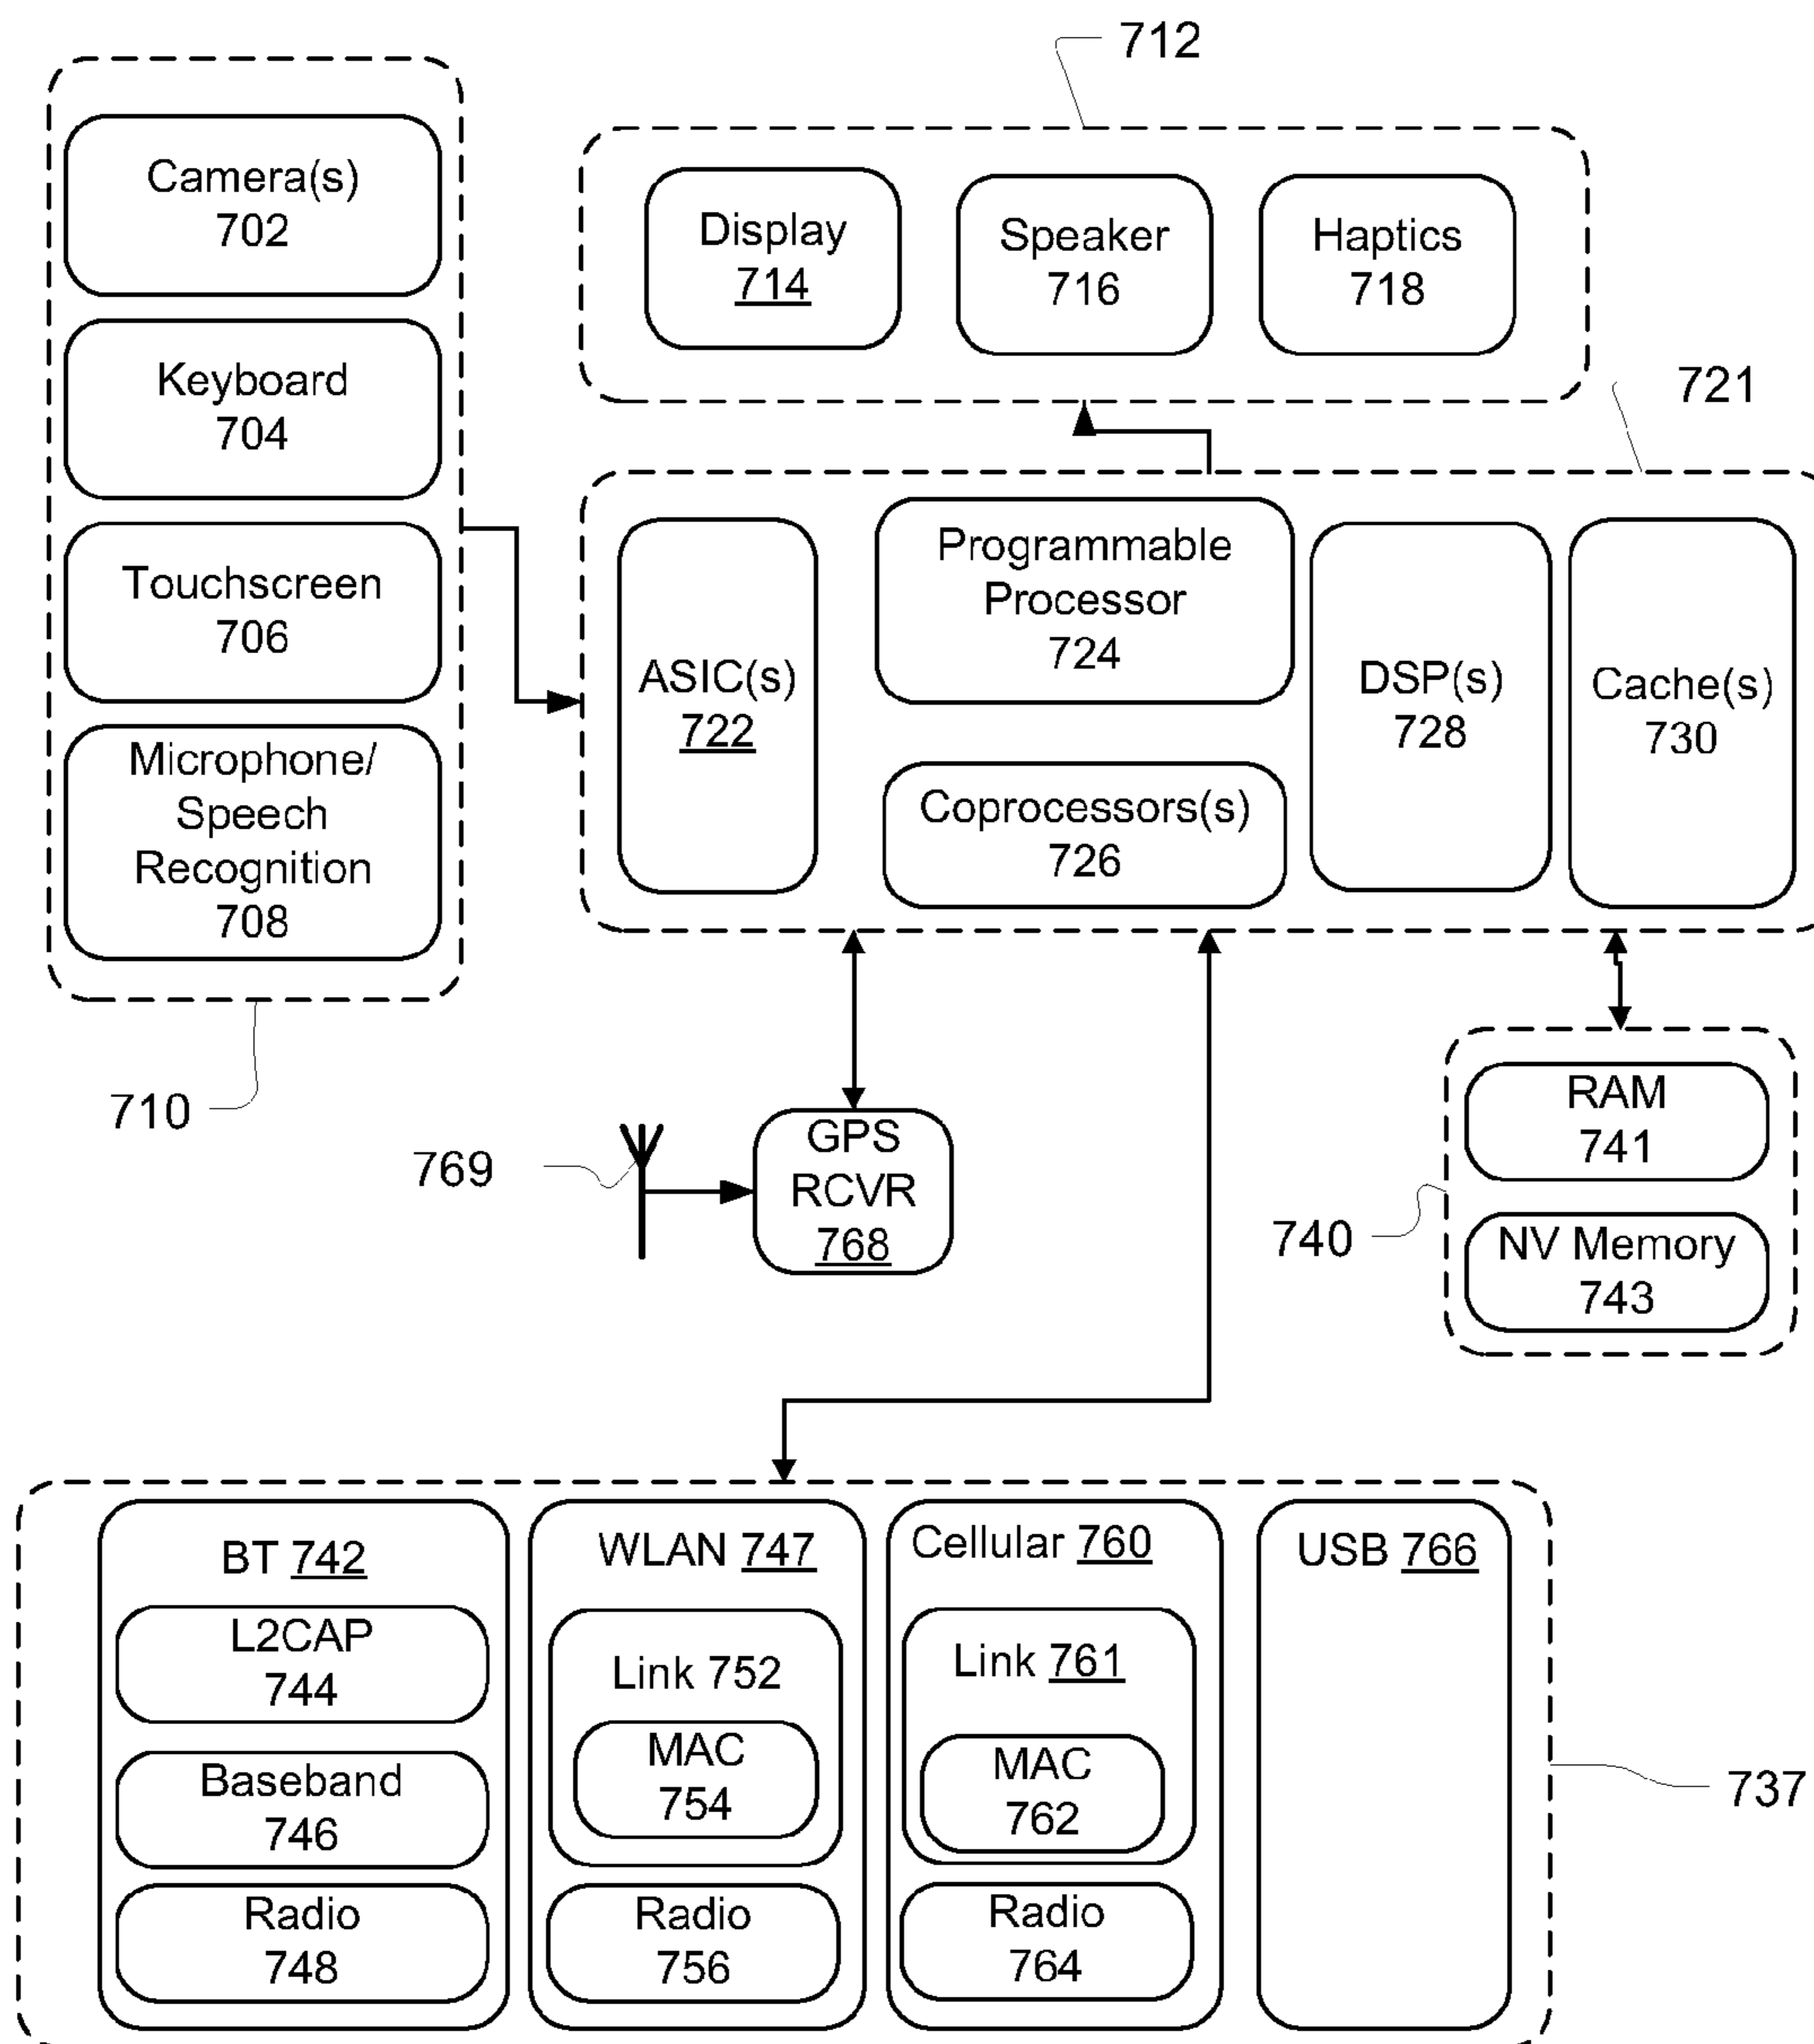 712
Camera(s)
702
Keyboard
704
Touchscreen
706
Microphone/
Speech
Recognition
708
710
Display
714
Speaker
716
Haptics
718
721
ASIC(s)
722
Programmable
Processor
724
Coprocessors(s)
726
DSP(s)
728
Cache(s)
730
769
GPS
RCVR
768
740
RAM
741
NV Memory
743
BT 742
L2CAP
744
Baseband
746
Radio
748
WLAN 747
Link 752
MAC
754
Radio
756
Cellular 760
Link 761
MAC
762
Radio
764
USB 766
737